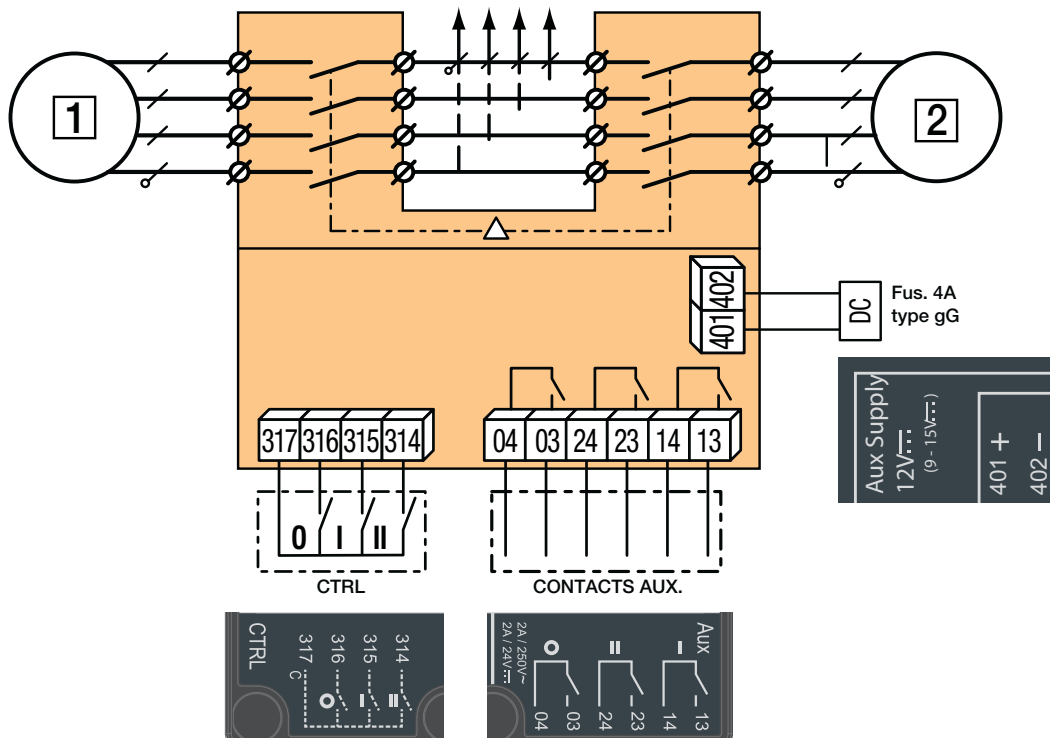 1
2
402
401
DC
Fus. 4A
type gG
Aux Supply
12V
(9 - 15V)
401 +
402 -
317 316 315 314
04 03 24 23 14 13
0 I II
CTRL
CONTACTS AUX.
CTRL
317 316 315 314
C
O I II
2A / 250V~
2A / 24V
Aux
O II I
04 03 24 23 14 13